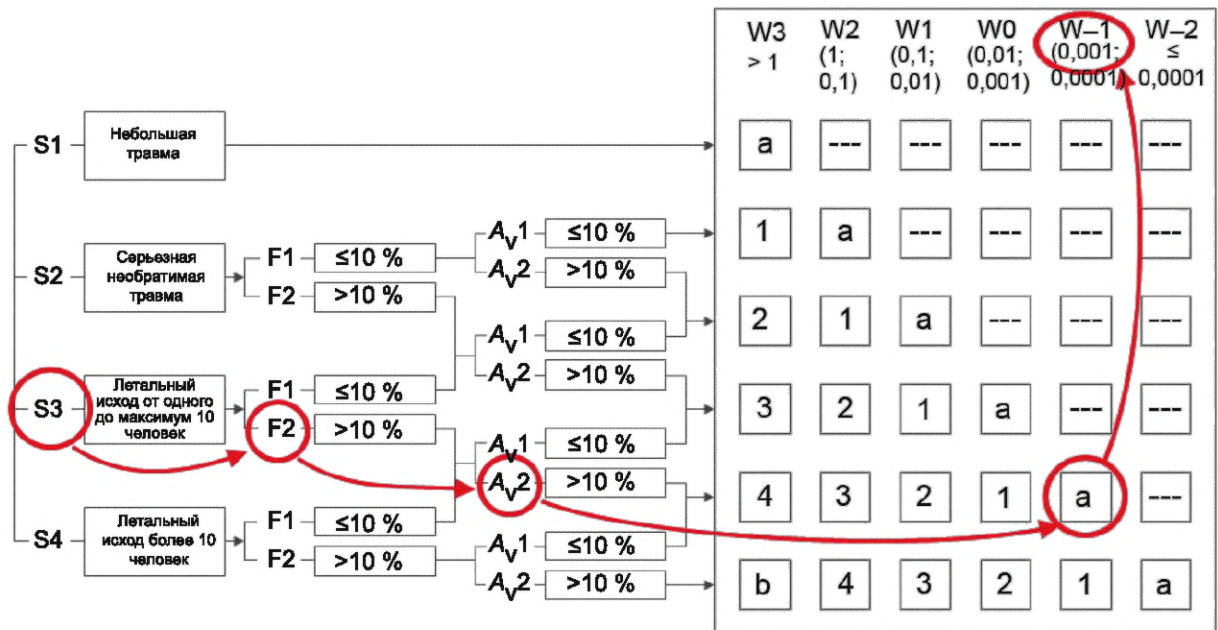 W3 W2 W1 W0 W–1 W–2
> 1 (1; (0,1; (0,01; (0,001; ≤
0,1) 0,01) 0,001) 0,0001) 0,0001
S1 Небольшая
травма
a --- --- --- --- ---
S2 Серьезная
необратимая
травма
F1 ≤10 %
F2 >10 %
Av1 ≤10 %
Av2 >10 %
1 a --- --- --- ---
Av1 ≤10 %
Av2 >10 %
2 1 a --- --- ---
S3 Летальный
исход от одного
до максимум 10
человек
F1 ≤10 %
F2 >10 %
3 2 1 a --- ---
Av1 ≤10 %
Av2 >10 %
4 3 2 1 a ---
S4 Летальный
исход более 10
человек
F1 ≤10 %
F2 >10 %
Av1 ≤10 %
Av2 >10 %
b 4 3 2 1 a